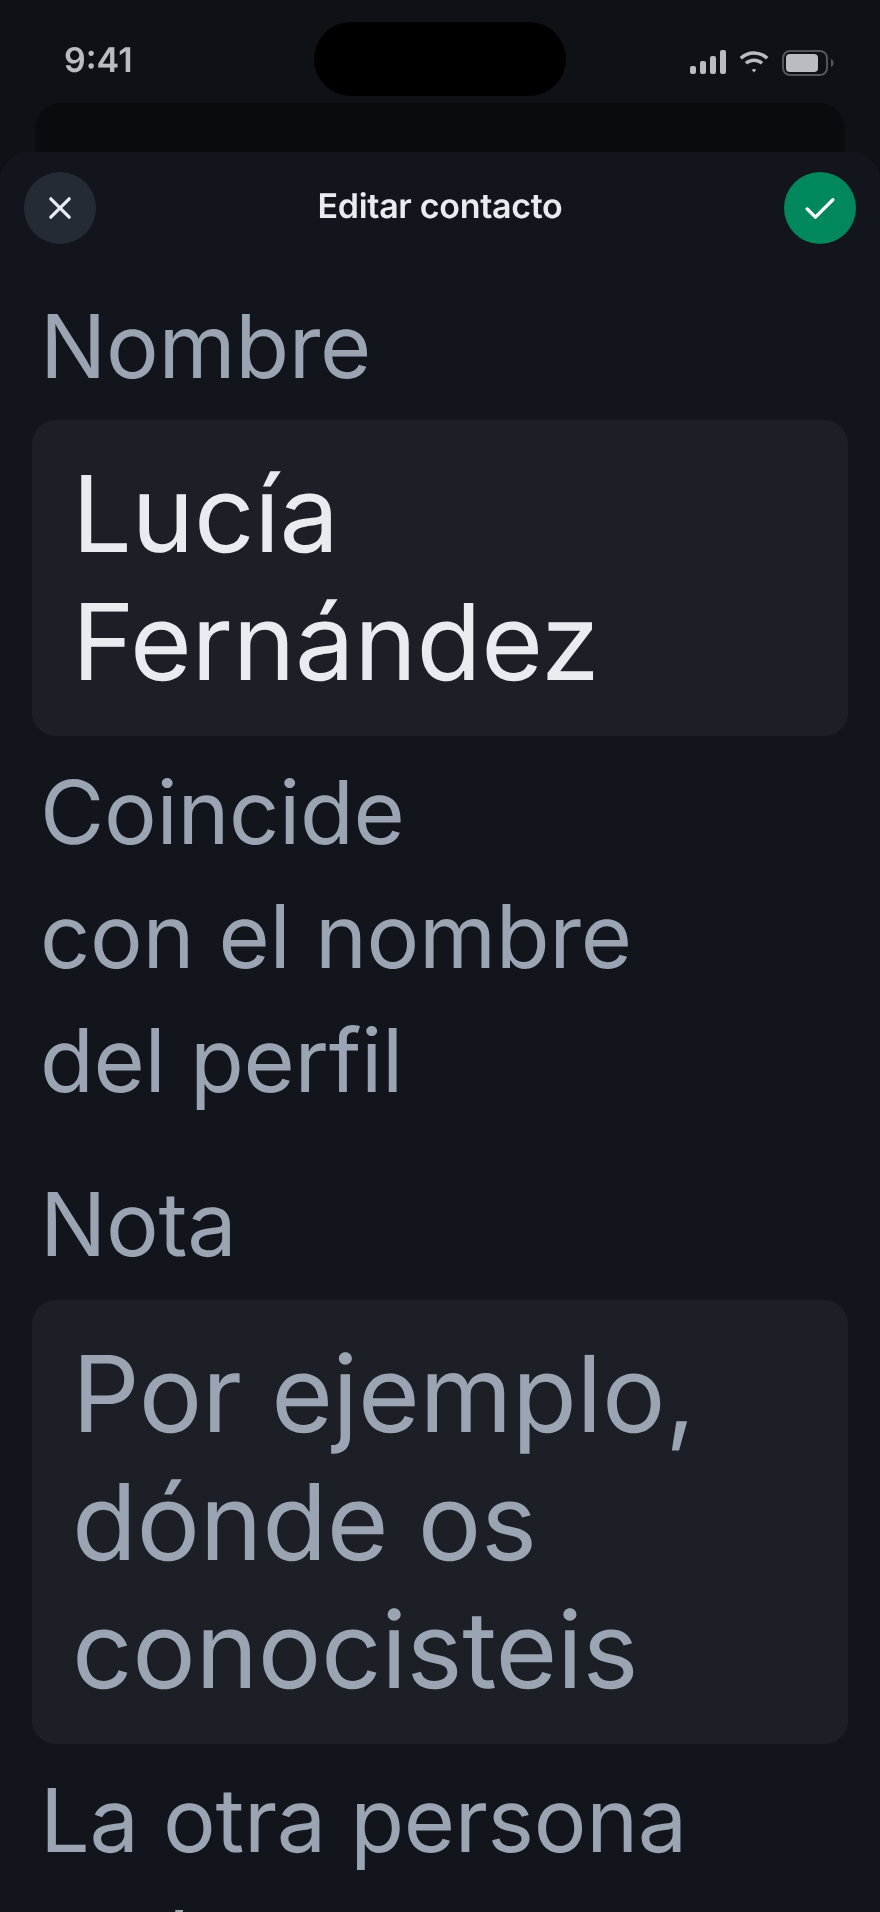 9:41
Editar contacto
Nombre
Lucía
Fernández
Coincide
con el nombre
del perfil
Nota
Por ejemplo,
dónde os
conocisteis
La otra persona